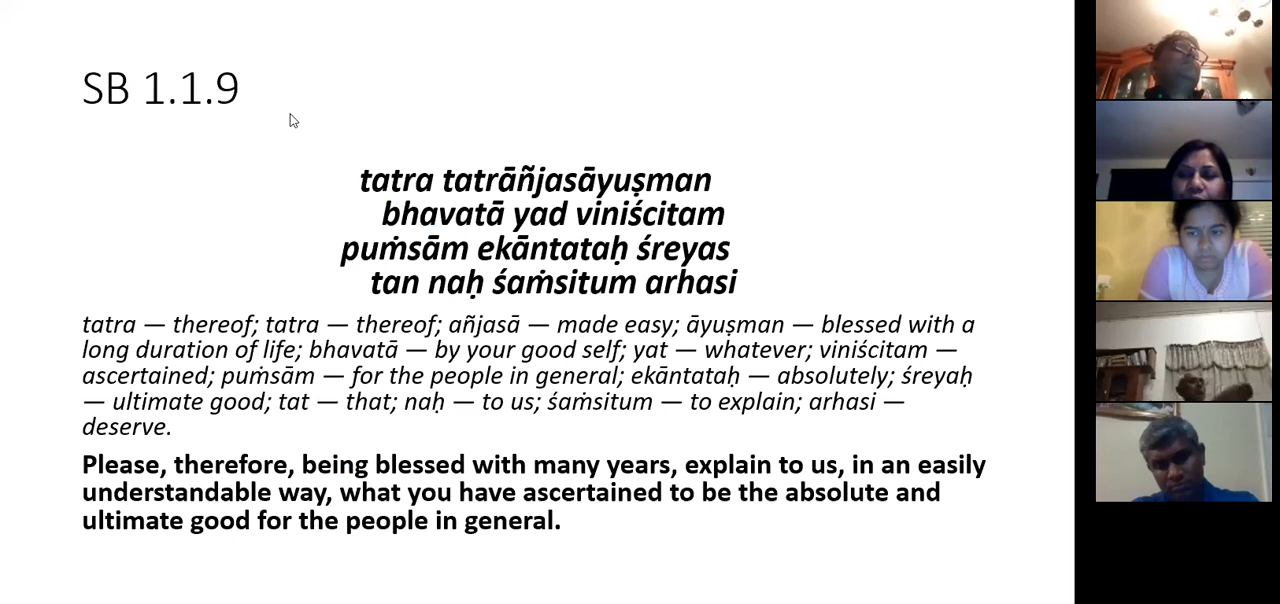 SB 1.1.9
tatra tatrāñjasāyuṣman
bhavatā yad viniścitam
puṁsām ekāntataḥ śreyas
tan naḥ śaṁsitum arhasi
tatra — thereof; tatra — thereof; añjasā — made easy; āyuṣman — blessed with a
long duration of life; bhavatā — by your good self; yat — whatever; viniścitam —
ascertained; puṁsām — for the people in general; ekāntataḥ — absolutely; śreyaḥ
— ultimate good; tat — that; naḥ — to us; śaṁsitum — to explain; arhasi —
deserve.
Please, therefore, being blessed with many years, explain to us, in an easily
understandable way, what you have ascertained to be the absolute and
ultimate good for the people in general.